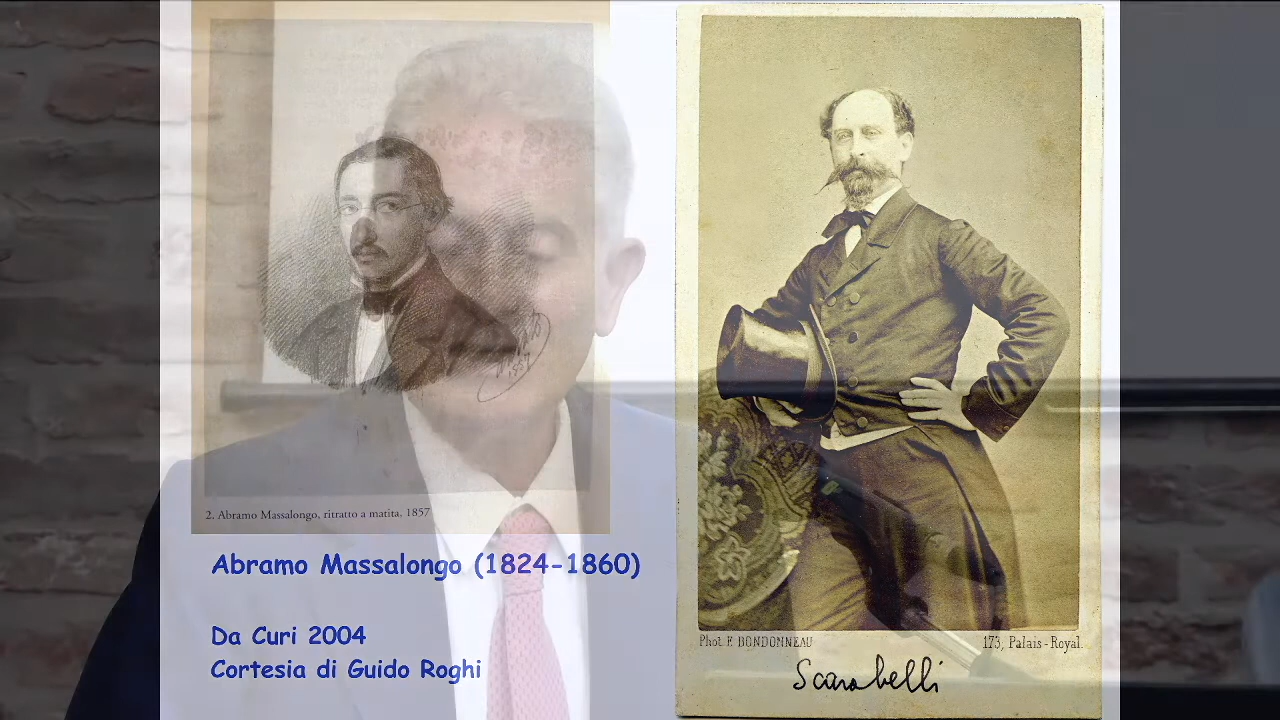 2. Abramo Massalongo, ritratto a matita, 1857
Abramo Massalongo (1824-1860)
Da Curi 2004
Cortesia di Guido Roghi
Phot. F. BONDONNEAU
173, Palais-Royal.
Scarabelli